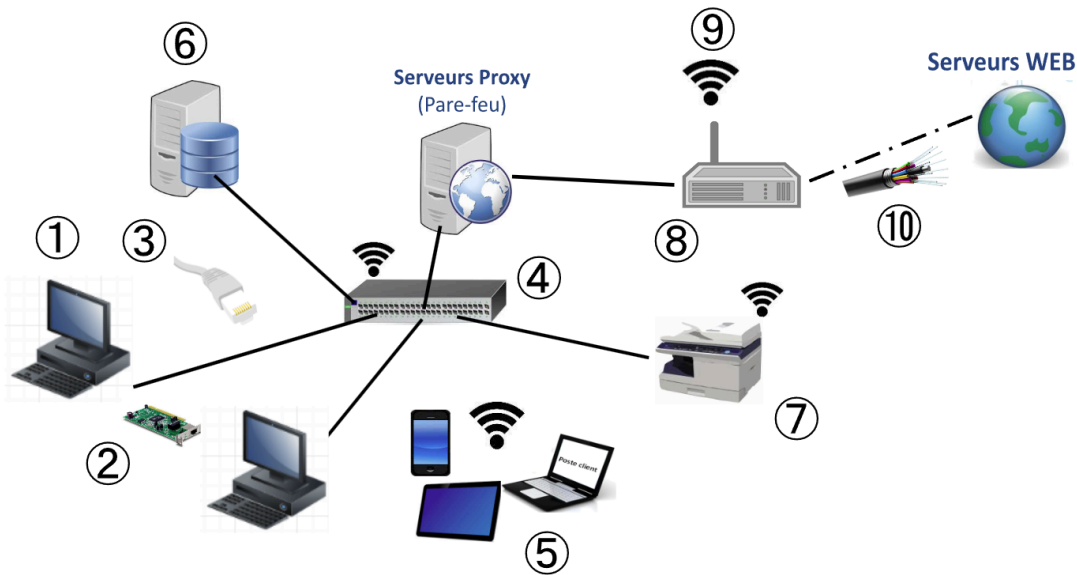 ⑥
⑨
Serveurs WEB
Serveurs Proxy
(Pare-feu)
①
③
④
⑧
⑩
②
⑦
Poste client
⑤